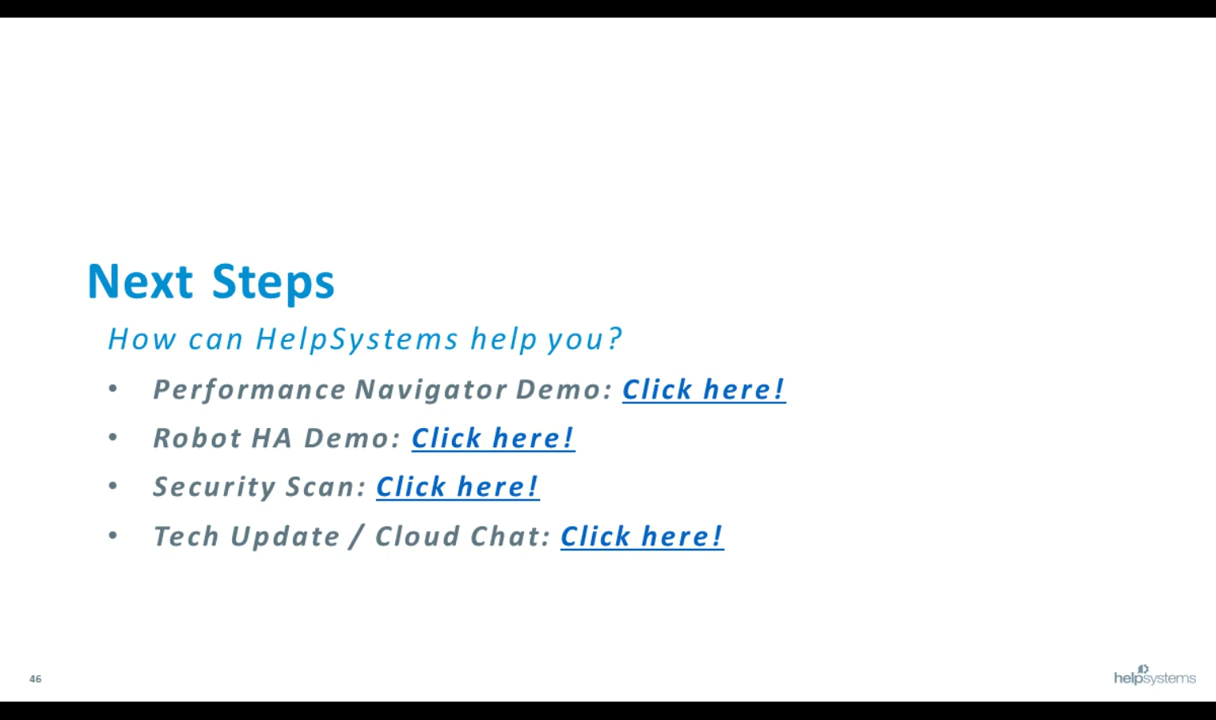 Next Steps
How can HelpSystems help you?
• Performance Navigator Demo: Click here!
• Robot HA Demo: Click here!
• Security Scan: Click here!
• Tech Update / Cloud Chat: Click here!
46
helpsystems